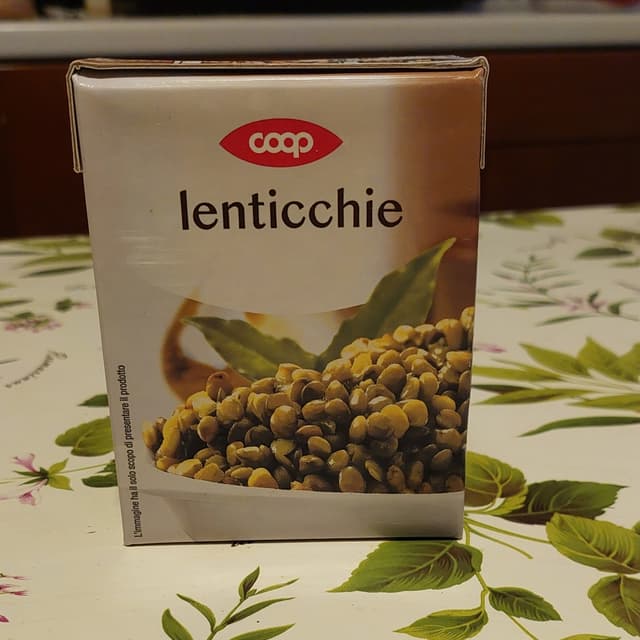 coop
lenticchie
L'immagine ha il solo scopo di presentare il prodotto